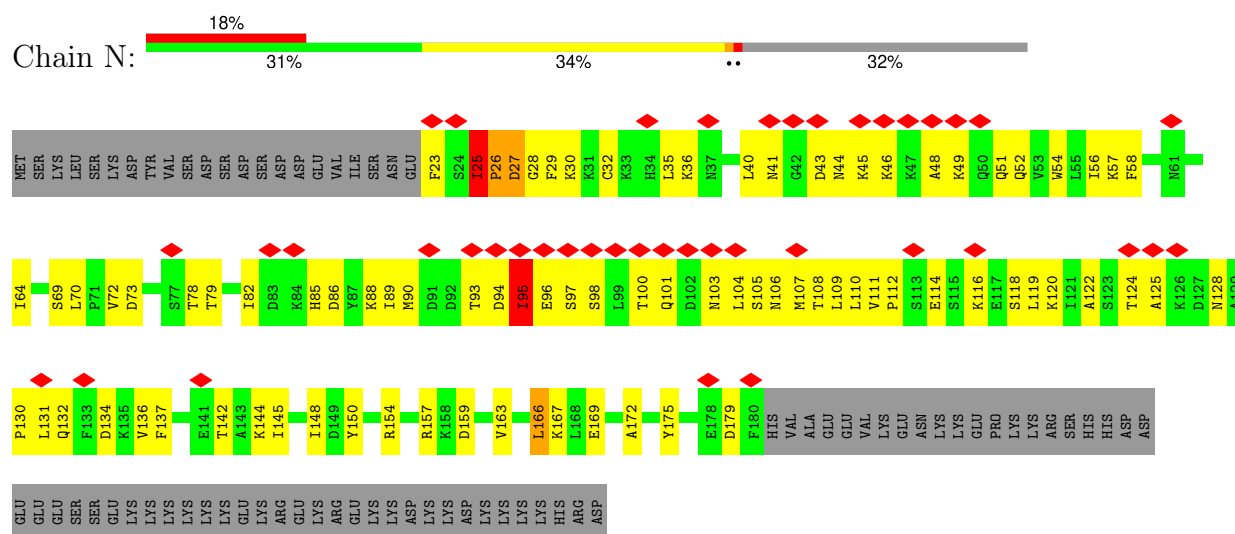 18%
Chain N:
31% 34% •• 32%
MET SER LYS LEU SER LYS ASP TYR VAL SER ASP SER ASP SER ASP ASP GLU VAL ILE SER ASN GLU F23 S24 I25 P26 D27 G28 F29 K30 K31 C32 K33 H34 L35 K36 N37 L40 N41 G42 D43 N44 K45 K46 K47 A48 K49 Q50 Q51 Q52 V53 W54 L55 I56 K57 F58 N61
I64 S69 L70 P71 V72 D73 S77 T78 T79 I82 D83 K84 H85 D86 Y87 K88 I89 M90 D91 D92 T93 D94 I95 E96 S97 S98 L99 T100 Q101 D102 N103 L104 S105 N106 M107 T108 L109 L110 V111 P112 S113 E114 S115 K116 E117 S118 L119 K120 I121 A122 S123 T124 A125 K126 D127 N128 A129
P130 L131 Q132 F133 D134 K135 V136 F137 E141 T142 A143 K144 I145 I148 D149 Y150 R154 R157 K158 D159 V163 L166 K167 L168 E169 A172 Y175 E178 D179 F180 HIS VAL ALA GLU GLU VAL LYS GLU ASN LYS LYS GLU PRO LYS LYS ARG SER HIS HIS ASP ASP
GLU GLU GLU SER SER GLU LYS LYS LYS LYS LYS LYS GLU LYS ARG GLU LYS ARG GLU LYS LYS ASP LYS LYS ASP LYS LYS LYS LYS HIS ARG ASP